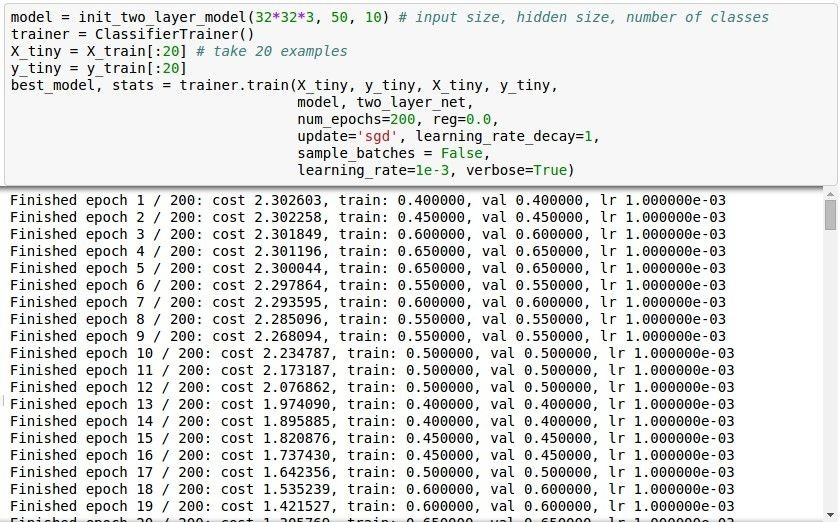 model = init_two_layer_model(32*32*3, 50, 10) # input size, hidden size, number of classes
trainer = ClassifierTrainer()
X_tiny = X_train[:20] # take 20 examples
y_tiny = y_train[:20]
best_model, stats = trainer.train(X_tiny, y_tiny, X_tiny, y_tiny,
model, two_layer_net,
num_epochs=200, reg=0.0,
update='sgd', learning_rate_decay=1,
sample_batches = False,
learning_rate=1e-3, verbose=True)
Finished epoch 1 / 200: cost 2.302603, train: 0.400000, val 0.400000, lr 1.000000e-03
Finished epoch 2 / 200: cost 2.302258, train: 0.450000, val 0.450000, lr 1.000000e-03
Finished epoch 3 / 200: cost 2.301849, train: 0.600000, val 0.600000, lr 1.000000e-03
Finished epoch 4 / 200: cost 2.301196, train: 0.650000, val 0.650000, lr 1.000000e-03
Finished epoch 5 / 200: cost 2.300044, train: 0.650000, val 0.650000, lr 1.000000e-03
Finished epoch 6 / 200: cost 2.297864, train: 0.550000, val 0.550000, lr 1.000000e-03
Finished epoch 7 / 200: cost 2.293595, train: 0.600000, val 0.600000, lr 1.000000e-03
Finished epoch 8 / 200: cost 2.285096, train: 0.550000, val 0.550000, lr 1.000000e-03
Finished epoch 9 / 200: cost 2.268094, train: 0.550000, val 0.550000, lr 1.000000e-03
Finished epoch 10 / 200: cost 2.234787, train: 0.500000, val 0.500000, lr 1.000000e-03
Finished epoch 11 / 200: cost 2.173187, train: 0.500000, val 0.500000, lr 1.000000e-03
Finished epoch 12 / 200: cost 2.076862, train: 0.500000, val 0.500000, lr 1.000000e-03
Finished epoch 13 / 200: cost 1.974090, train: 0.400000, val 0.400000, lr 1.000000e-03
Finished epoch 14 / 200: cost 1.895885, train: 0.400000, val 0.400000, lr 1.000000e-03
Finished epoch 15 / 200: cost 1.820876, train: 0.450000, val 0.450000, lr 1.000000e-03
Finished epoch 16 / 200: cost 1.737430, train: 0.450000, val 0.450000, lr 1.000000e-03
Finished epoch 17 / 200: cost 1.642356, train: 0.500000, val 0.500000, lr 1.000000e-03
Finished epoch 18 / 200: cost 1.535239, train: 0.600000, val 0.600000, lr 1.000000e-03
Finished epoch 19 / 200: cost 1.421527, train: 0.600000, val 0.600000, lr 1.000000e-03